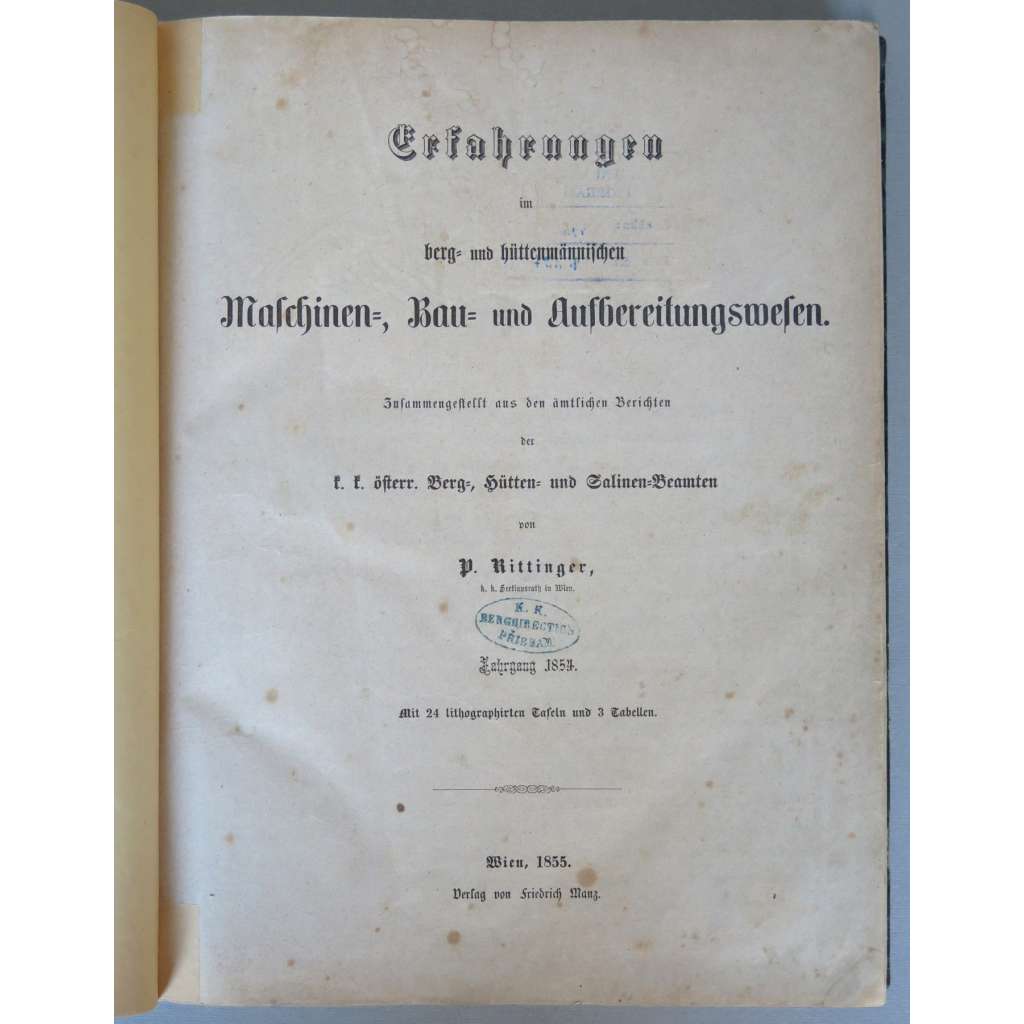 Erfahrungen
im
berg- und hüttenmännischen
Maschinen-, Bau- und Aufbereitungswesen.
Zusammengestellt aus den ämtlichen Berichten
der
k. k. österr. Berg-, Hütten- und Salinen-Beamten
von
P. Rittinger,
k. k. Sectionsrath in Wien.
K. K.
BERGDIRECTION
PŘIBRAM
Jahrgang 1854.
Mit 24 lithographirten Tafeln und 3 Tabellen.
Wien, 1855.
Verlag von Friedrich Manz.